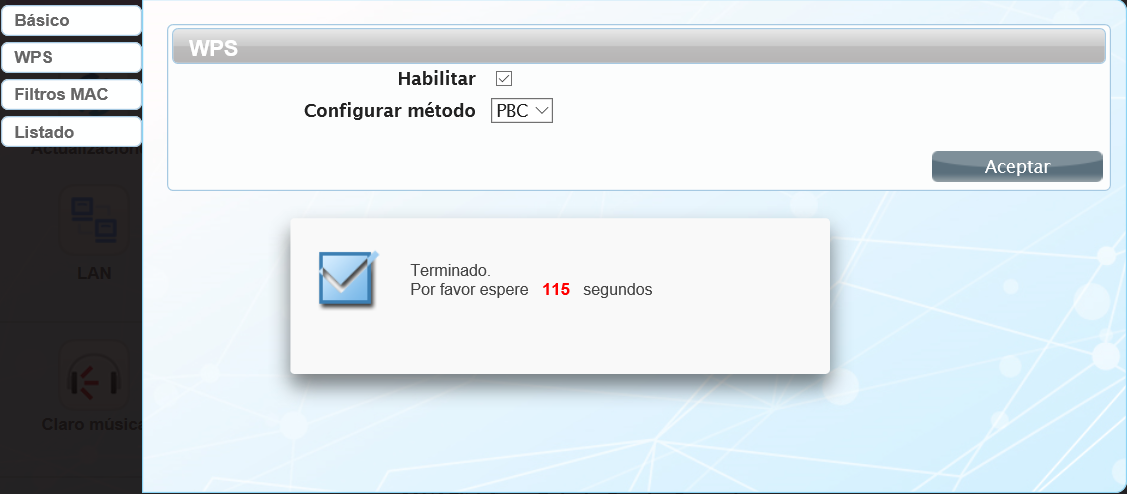 Básico
WPS
Filtros MAC
Listado
Actualización
LAN
Claro música
WPS
Habilitar
Configurar método PBC
Aceptar
Terminado.
Por favor espere 115 segundos